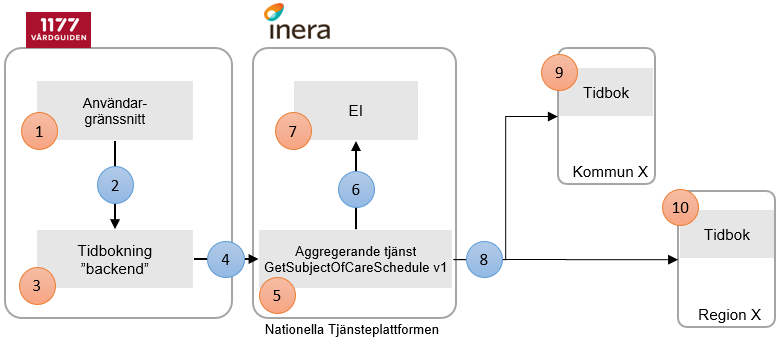 1177
VÅRDGUIDEN
inera
Användar-
gränssnitt
1
2
Tidbokning
"backend"
3
4
EI
7
6
Aggregerande tjänst
GetSubjectOfCareSchedule v1
5
Nationella Tjänsteplattformen
8
9
Tidbok
Kommun X
10
Tidbok
Region X